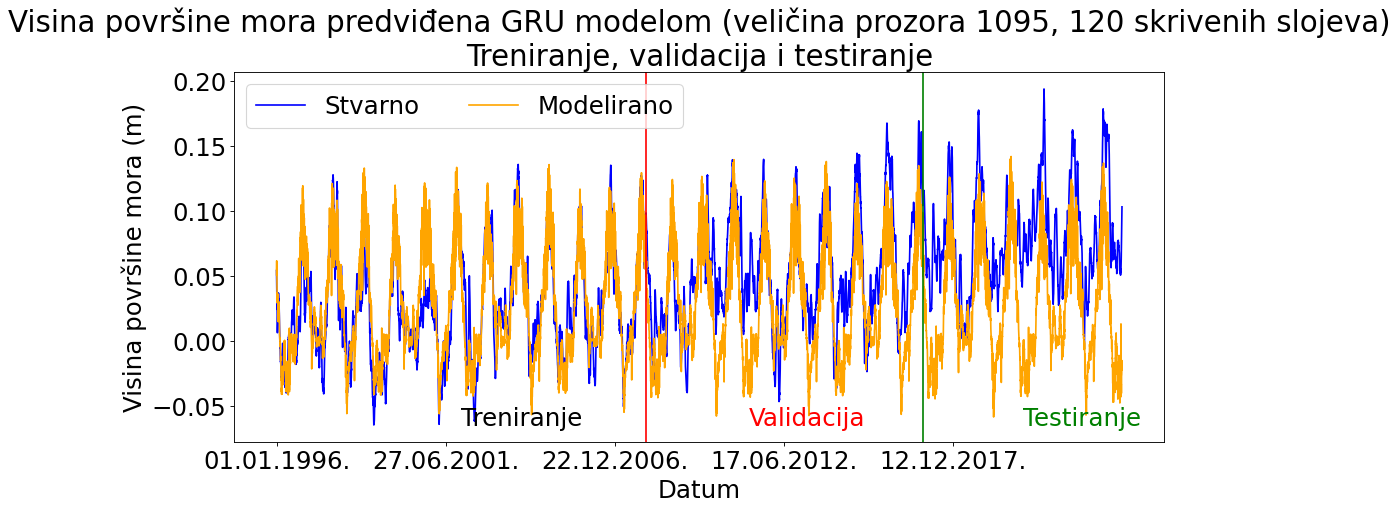 Visina površine mora predviđena GRU modelom (veličina prozora 1095, 120 skrivenih slojeva)
Treniranje, validacija i testiranje
Stvarno
Modelirano
Visina površine mora (m)
0.20
0.15
0.10
0.05
0.00
−0.05
Treniranje
Validacija
Testiranje
01.01.1996.
27.06.2001.
22.12.2006.
17.06.2012.
12.12.2017.
Datum